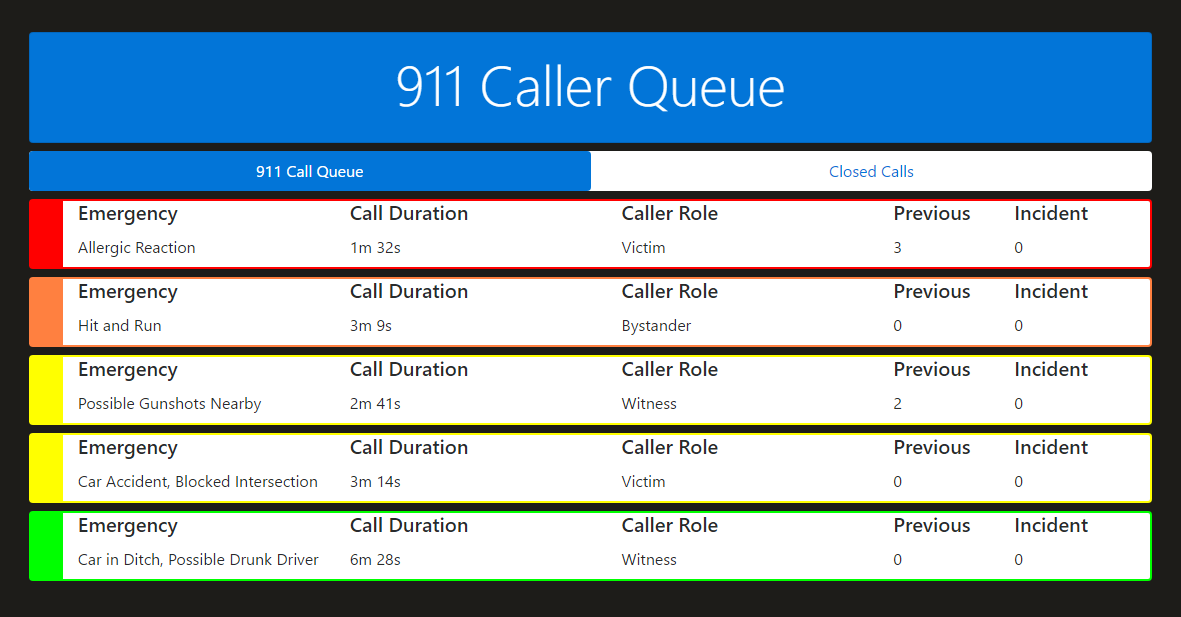 911 Caller Queue
911 Call Queue Closed Calls
Emergency Call Duration Caller Role Previous Incident
Allergic Reaction 1m 32s Victim 3 0
Emergency Call Duration Caller Role Previous Incident
Hit and Run 3m 9s Bystander 0 0
Emergency Call Duration Caller Role Previous Incident
Possible Gunshots Nearby 2m 41s Witness 2 0
Emergency Call Duration Caller Role Previous Incident
Car Accident, Blocked Intersection 3m 14s Victim 0 0
Emergency Call Duration Caller Role Previous Incident
Car in Ditch, Possible Drunk Driver 6m 28s Witness 0 0